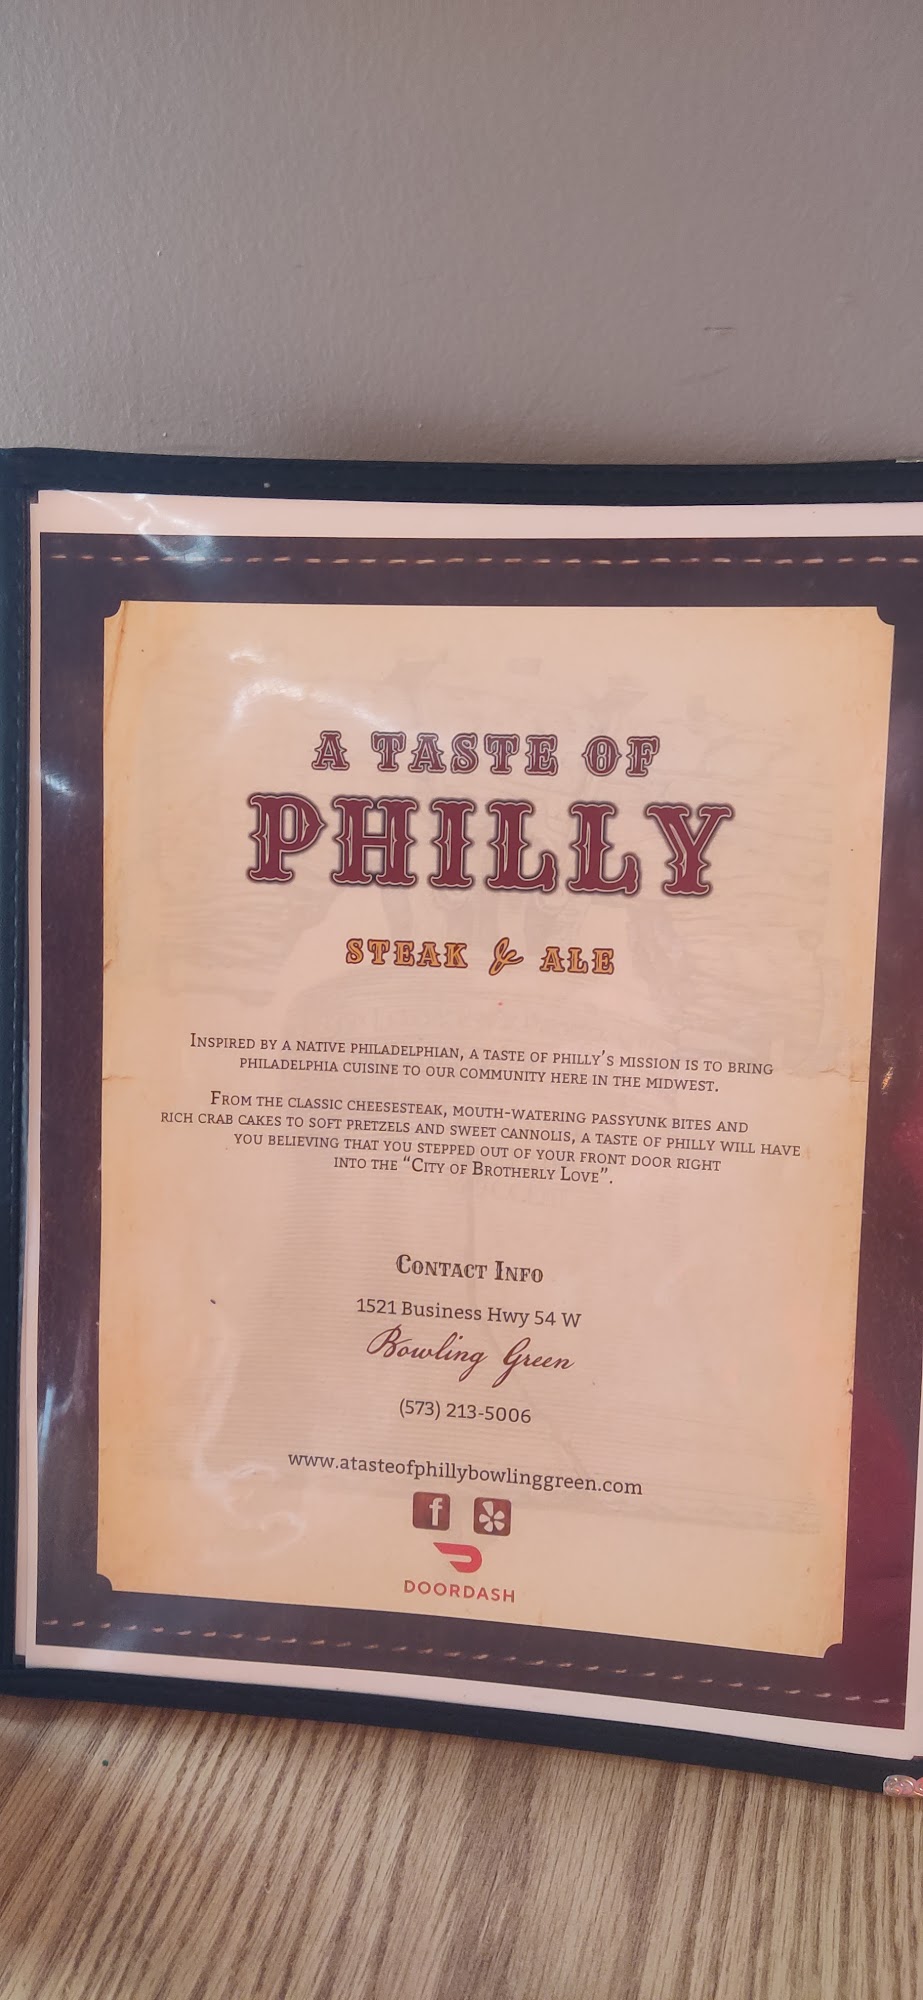 A TASTE OF
PHILLY
STEAK & ALE
INSPIRED BY A NATIVE PHILADELPHIAN, A TASTE OF PHILLY'S MISSION IS TO BRING
PHILADELPHIA CUISINE TO OUR COMMUNITY HERE IN THE MIDWEST.
FROM THE CLASSIC CHEESESTEAK, MOUTH-WATERING PASSYUNK BITES AND
RICH CRAB CAKES TO SOFT PRETZELS AND SWEET CANNOLIS, A TASTE OF PHILLY WILL HAVE
YOU BELIEVING THAT YOU STEPPED OUT OF YOUR FRONT DOOR RIGHT
INTO THE "CITY OF BROTHERLY LOVE".
CONTACT INFO
1521 Business Hwy 54 W
Bowling Green
(573) 213-5006
www.atasteofphillybowlinggreen.com
f
DOORDASH